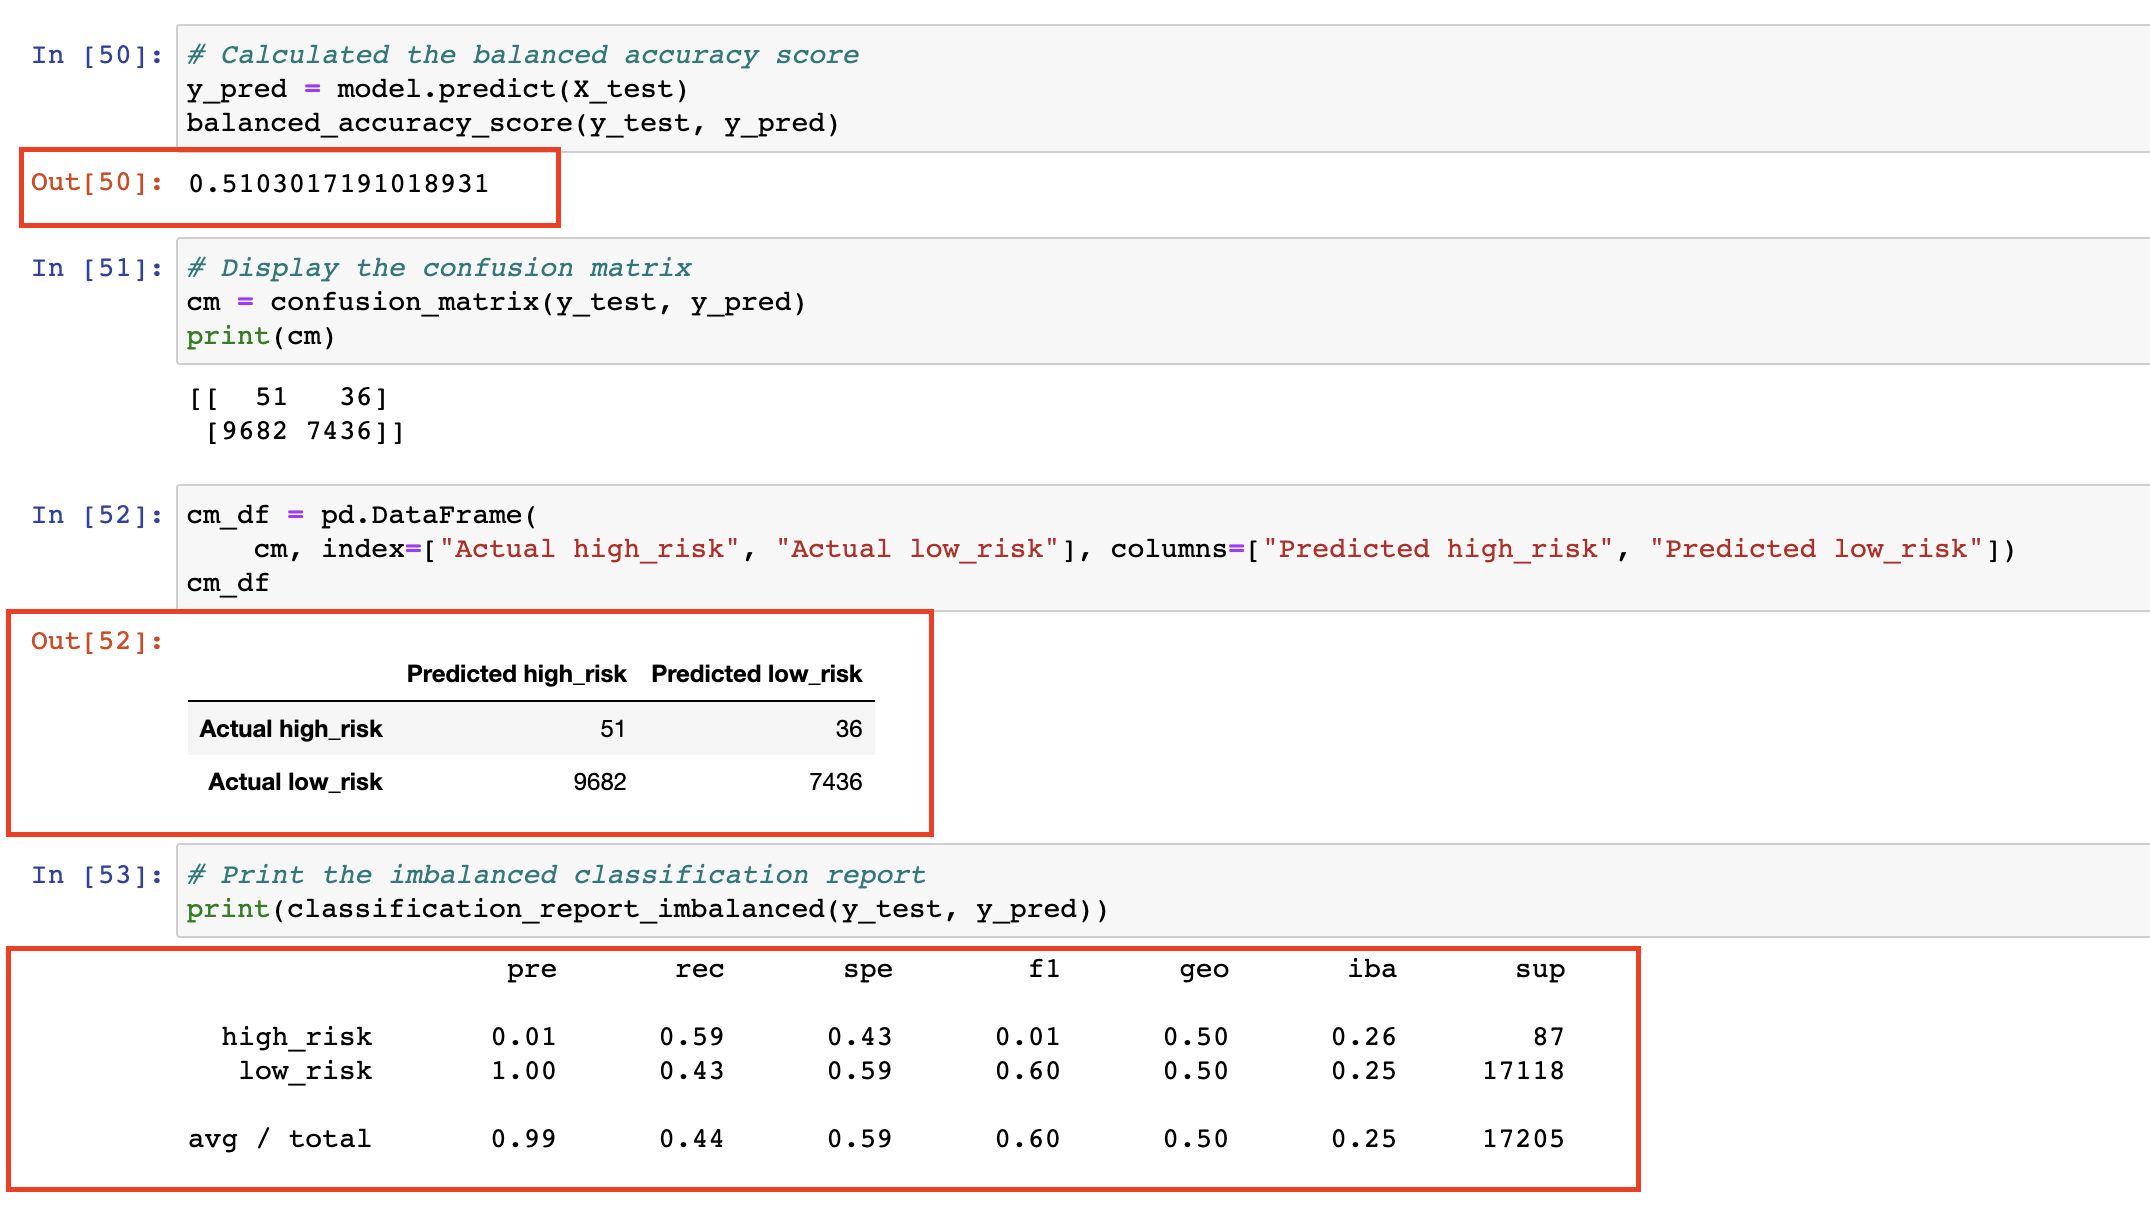 In [50]: # Calculated the balanced accuracy score
y_pred = model.predict(X_test)
balanced_accuracy_score(y_test, y_pred)
Out[50]: 0.5103017191018931
In [51]: # Display the confusion matrix
cm = confusion_matrix(y_test, y_pred)
print(cm)
[[  51   36]
 [9682 7436]]
In [52]: cm_df = pd.DataFrame(
    cm, index=["Actual high_risk", "Actual low_risk"], columns=["Predicted high_risk", "Predicted low_risk"])
cm_df
Out[52]:
Predicted high_risk Predicted low_risk
Actual high_risk 51 36
Actual low_risk 9682 7436
In [53]: # Print the imbalanced classification report
print(classification_report_imbalanced(y_test, y_pred))
pre rec spe f1 geo iba sup
high_risk 0.01 0.59 0.43 0.01 0.50 0.26 87
low_risk 1.00 0.43 0.59 0.60 0.50 0.25 17118
avg / total 0.99 0.44 0.59 0.60 0.50 0.25 17205